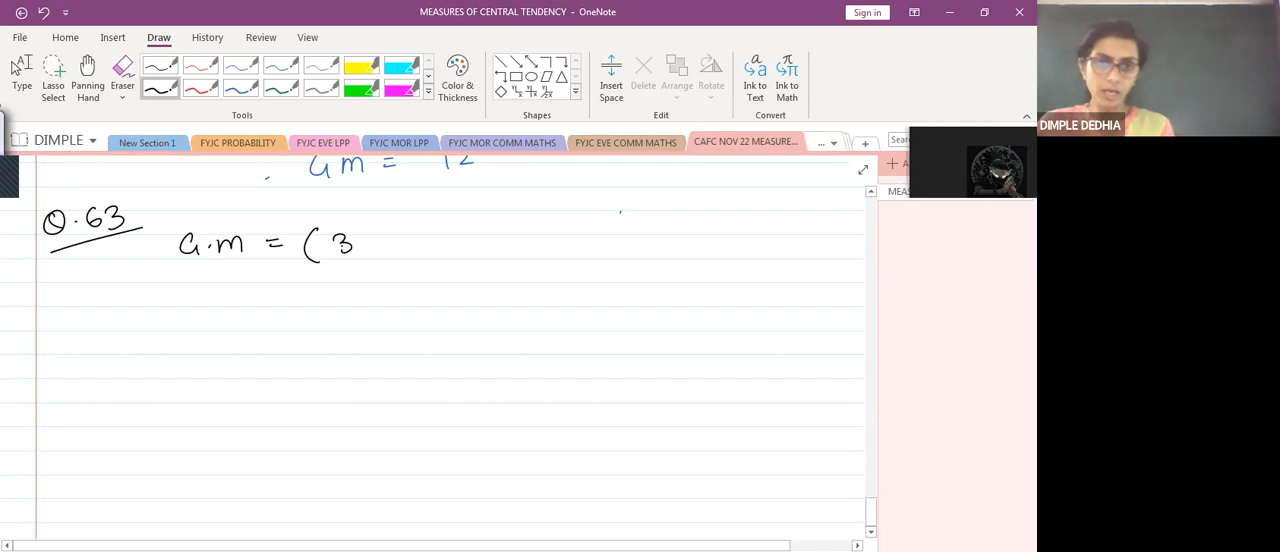 MEASURES OF CENTRAL TENDENCY - OneNote
Sign in
File Home Insert Draw History Review View
Type
Lasso Select
Panning Hand
Eraser
Color & Thickness
Insert Space
Delete
Arrange
Rotate
Ink to Text
Ink to Math
Tools
Shapes
Edit
Convert
DIMPLE DEDHIA
DIMPLE
New Section 1
FYJC PROBABILITY
FYJC EVE LPP
FYJC MOR LPP
FYJC MOR COMM MATHS
FYJC EVE COMM MATHS
CAFC NOV 22 MEASURE...
Sear
G M = 12
MEAS
Q.63
G.M = ( 3